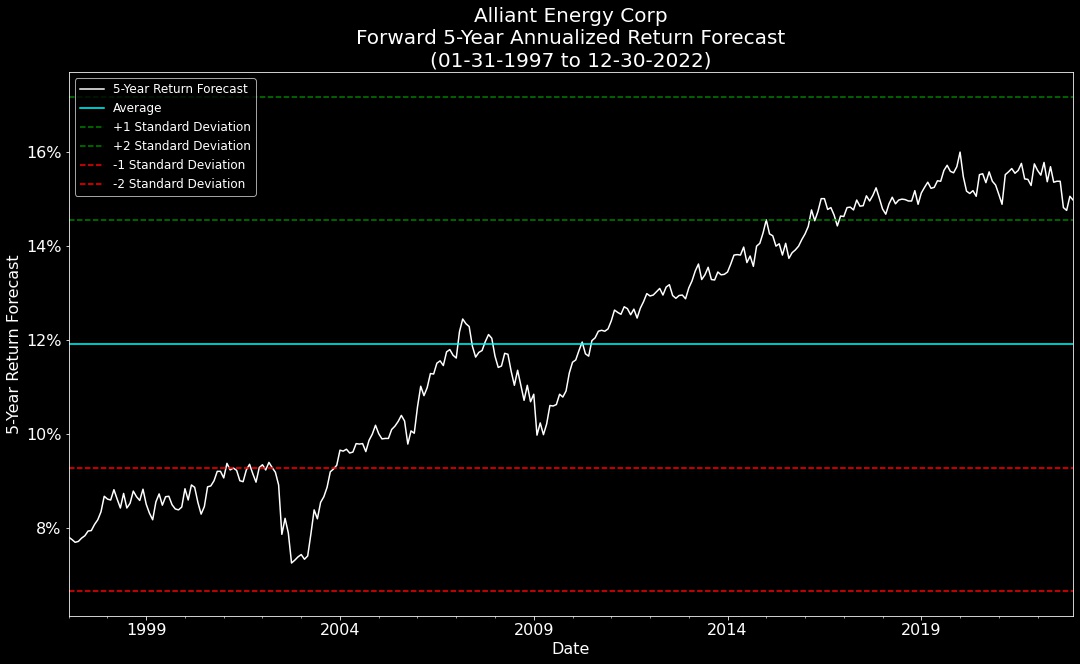 Alliant Energy Corp
Forward 5-Year Annualized Return Forecast
(01-31-1997 to 12-30-2022)
5-Year Return Forecast
Average
+1 Standard Deviation
+2 Standard Deviation
-1 Standard Deviation
-2 Standard Deviation
16%
14%
12%
10%
8%
5-Year Return Forecast
1999 2004 2009 2014 2019
Date